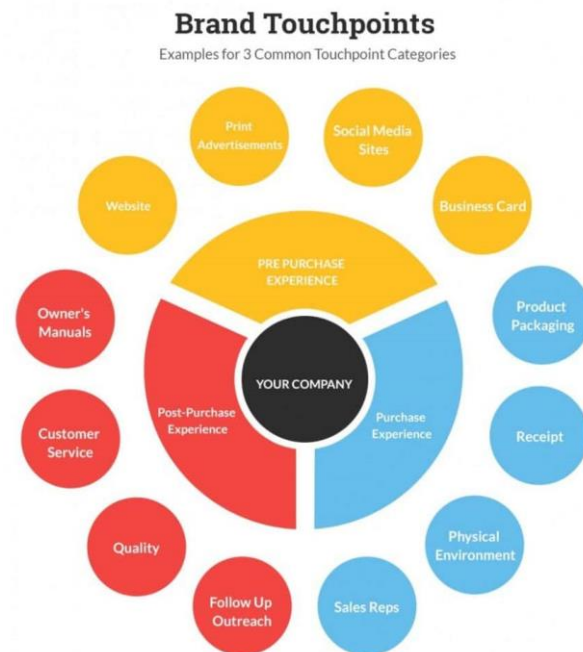 Brand Touchpoints
Examples for 3 Common Touchpoint Categories
Print
Advertisements
Social Media
Sites
Website
Business Card
PRE PURCHASE
EXPERIENCE
Owner's
Manuals
Product
Packaging
YOUR COMPANY
Post-Purchase
Experience
Purchase
Experience
Customer
Service
Receipt
Quality
Physical
Environment
Follow Up
Outreach
Sales Reps